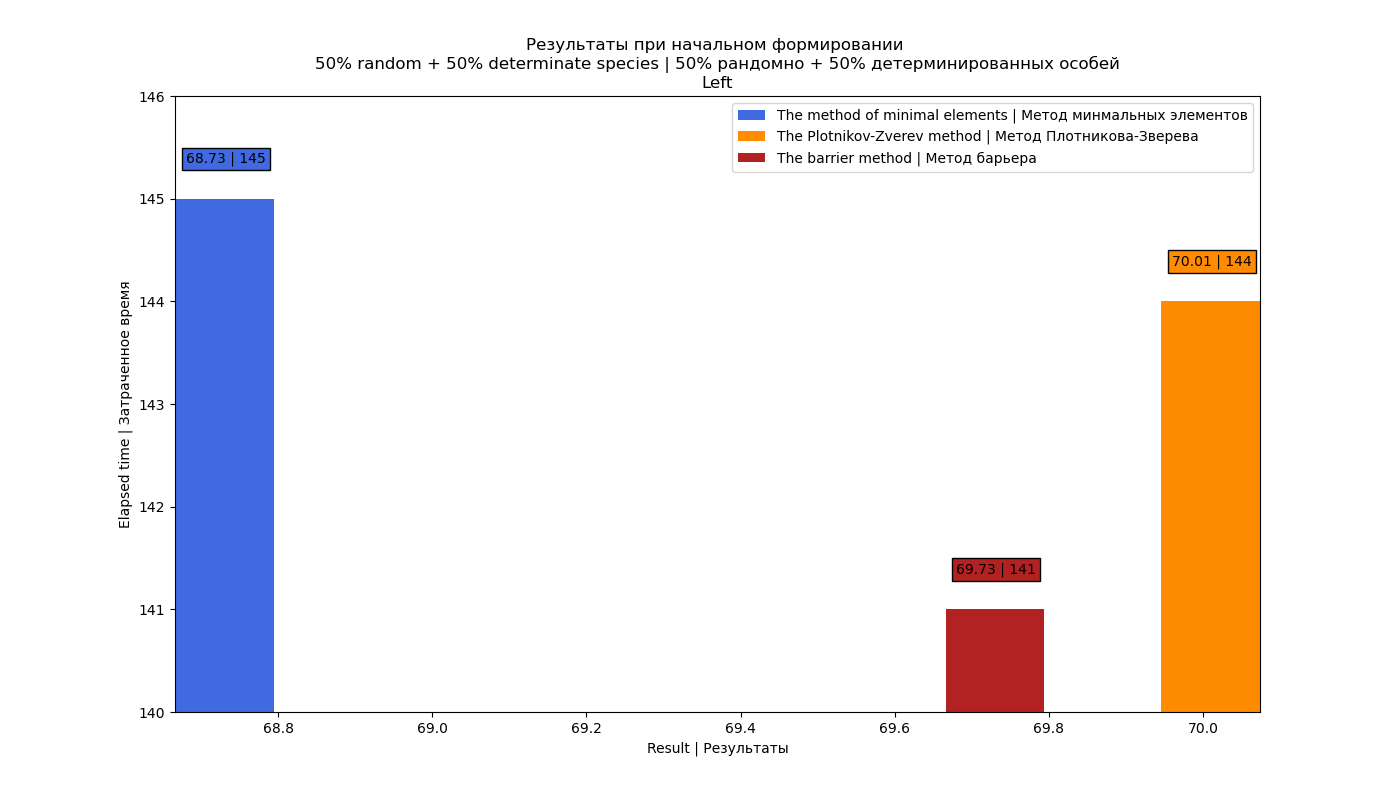 Результаты при начальном формировании
50% random + 50% determinate species | 50% рандомно + 50% детерминированных особей
Left
The method of minimal elements | Метод минмальных элементов
The Plotnikov-Zverev method | Метод Плотникова-Зверева
The barrier method | Метод барьера
68.73 | 145
70.01 | 144
69.73 | 141
Elapsed time | Затраченное время
146
145
144
143
142
141
140
68.8 69.0 69.2 69.4 69.6 69.8 70.0
Result | Результаты